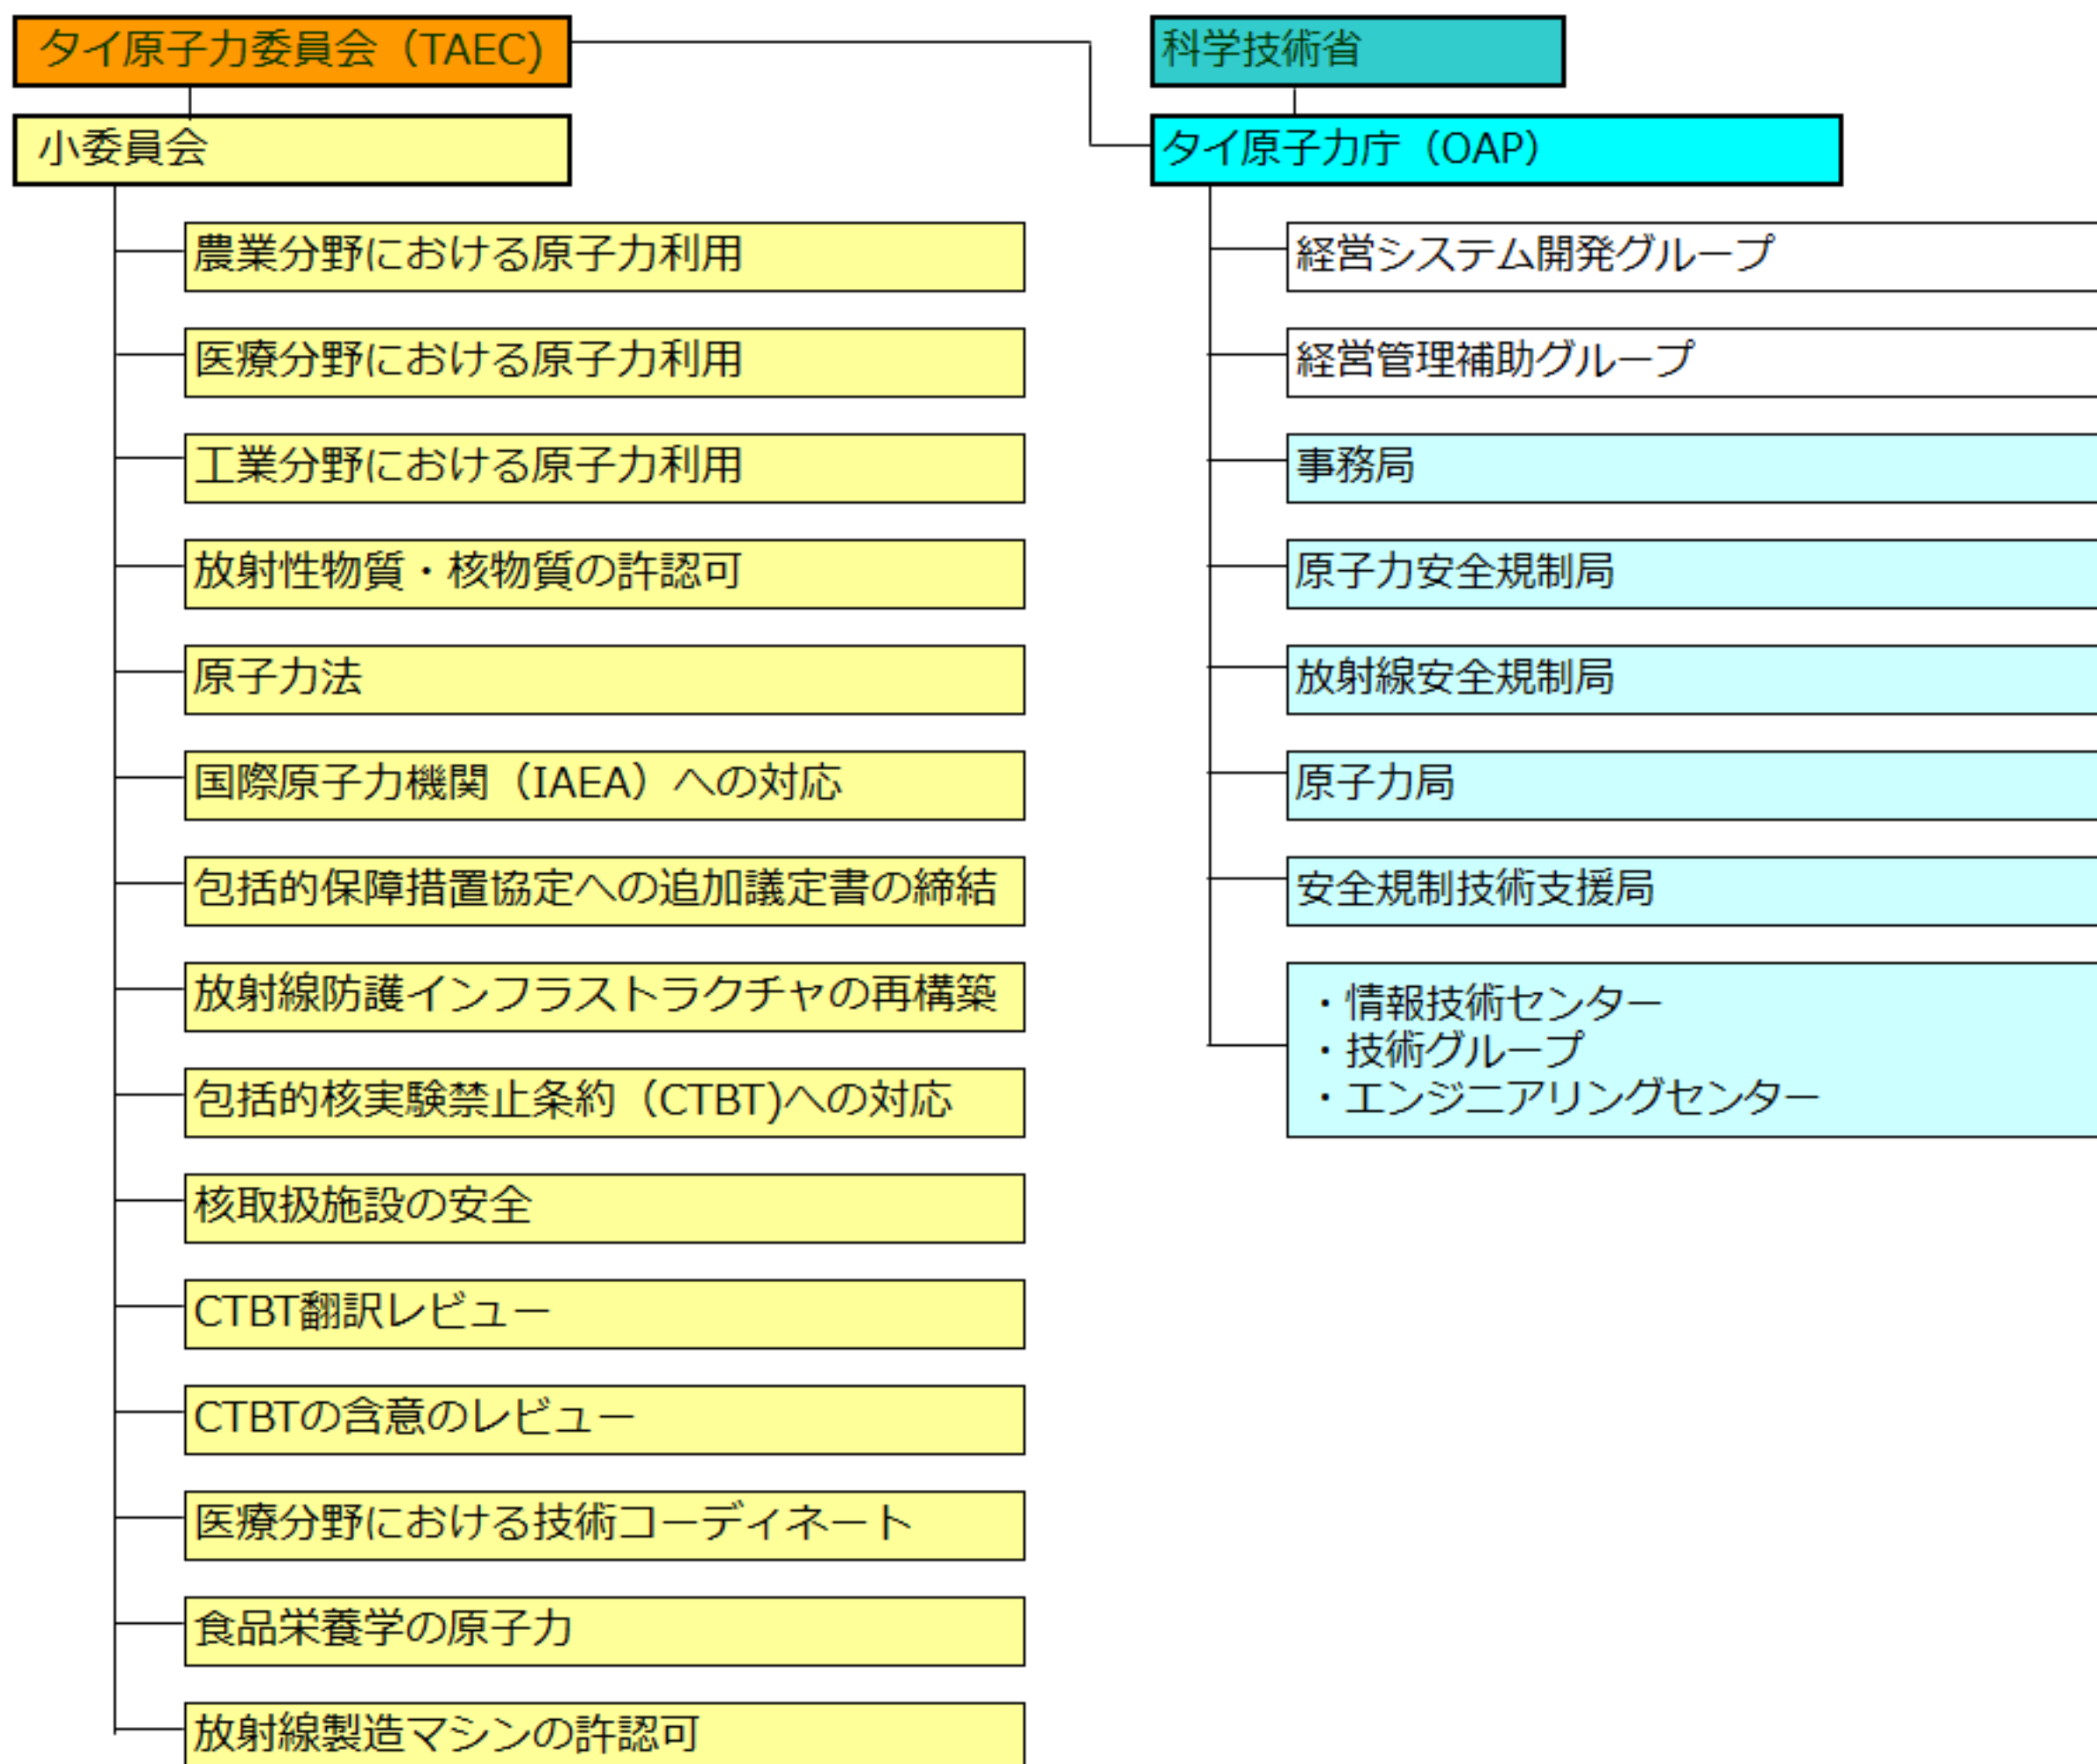 タイ原子力委員会（TAEC)
小委員会
農業分野における原子力利用
医療分野における原子力利用
工業分野における原子力利用
放射性物質・核物質の許認可
原子力法
国際原子力機関（IAEA）への対応
包括的保障措置協定への追加議定書の締結
放射線防護インフラストラクチャの再構築
包括的核実験禁止条約（CTBT)への対応
核取扱施設の安全
CTBT翻訳レビュー
CTBTの含意のレビュー
医療分野における技術コーディネート
食品栄養学の原子力
放射線製造マシンの許認可
科学技術省
タイ原子力庁（OAP）
経営システム開発グループ
経営管理補助グループ
事務局
原子力安全規制局
放射線安全規制局
原子力局
安全規制技術支援局
・情報技術センター
・技術グループ
・エンジニアリングセンター